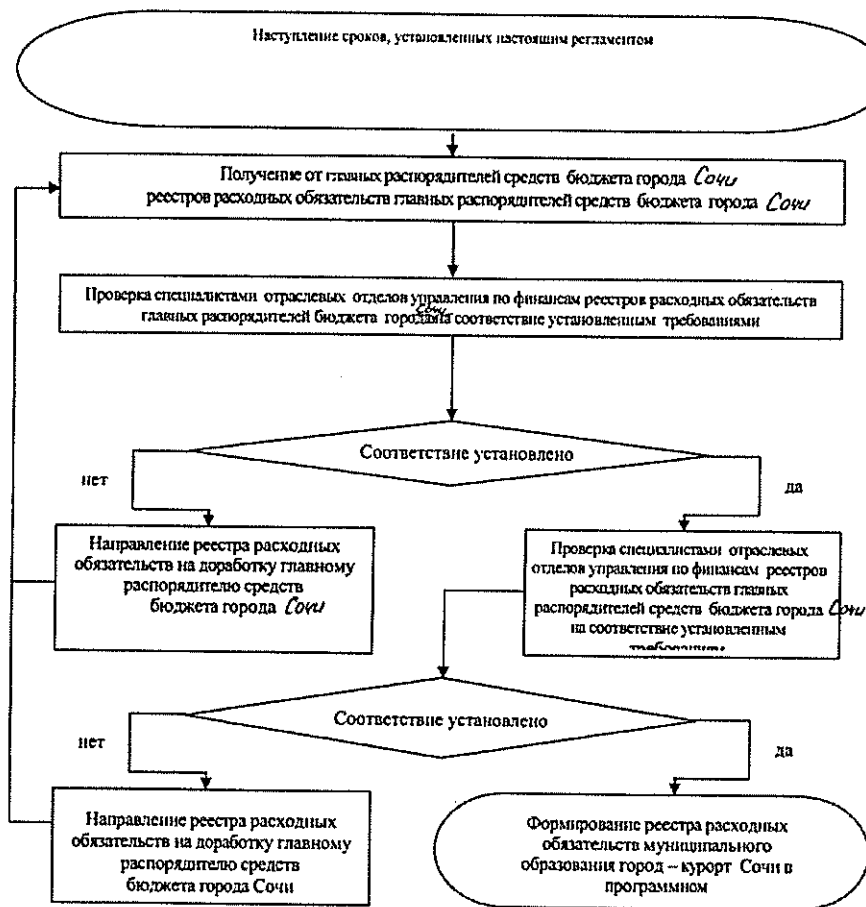 Наступление сроков, установленных настоящим регламентом
Получение от главных распорядителей средств бюджета города Сочи
реестров расходных обязательств главных распорядителей средств бюджета города Сочи
Проверка специалистами отраслевых отделов управления по финансам реестров расходных обязательств
главных распорядителей бюджета города Сочи на соответствие установленным требованиями
Соответствие установлено
нет
да
Направление реестра расходных
обязательств на доработку главному
распорядителю средств
бюджета города Сочи
Проверка специалистами отраслевых
отделов управления по финансам реестров
расходных обязательств главных
распорядителей средств бюджета города Сочи
на соответствие установленным
Соответствие установлено
нет
да
Направление реестра расходных
обязательств на доработку главному
распорядителю средств
бюджета города Сочи
Формирование реестра расходных
обязательств муниципального
образования город – курорт Сочи в
программном